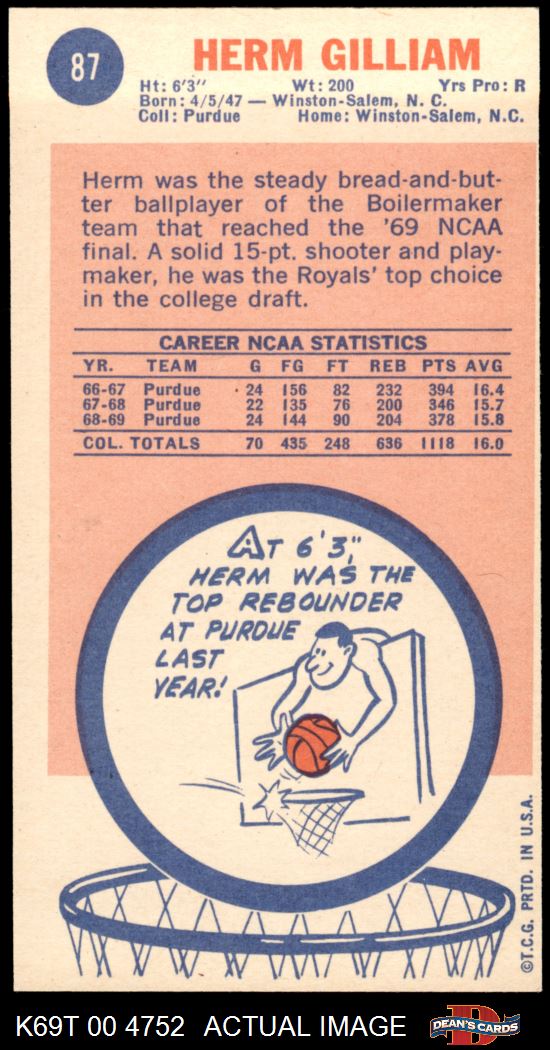 87
HERM GILLIAM
Ht: 6'3" Wt: 200 Yrs Pro: R
Born: 4/5/47 — Winston-Salem, N. C.
Coll: Purdue Home: Winston-Salem, N.C.
Herm was the steady bread-and-but-
ter ballplayer of the Boilermaker
team that reached the '69 NCAA
final. A solid 15-pt. shooter and play-
maker, he was the Royals' top choice
in the college draft.
CAREER NCAA STATISTICS
YR. TEAM G FG FT REB PTS AVG
66-67 Purdue 24 156 82 232 394 16.4
67-68 Purdue 22 135 76 200 346 15.7
68-69 Purdue 24 144 90 204 378 15.8
COL. TOTALS 70 435 248 636 1118 16.0
AT 6'3",
HERM WAS THE
TOP REBOUNDER
AT PURDUE
LAST
YEAR!
©T.C.G. PRTD. IN U.S.A.
K69T 00 4752 ACTUAL IMAGE
D
DEAN'S CARDS